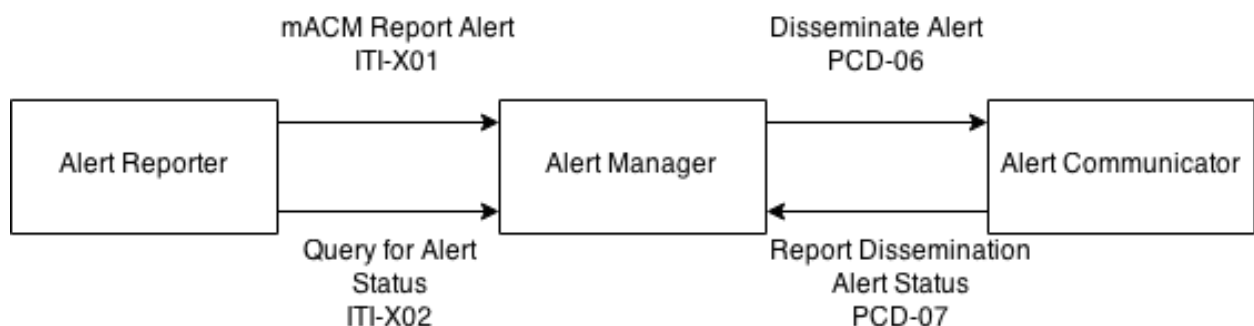 mACM Report Alert
ITI-X01
Disseminate Alert
PCD-06
Alert Reporter
Alert Manager
Alert Communicator
Query for Alert
Status
ITI-X02
Report Dissemination
Alert Status
PCD-07